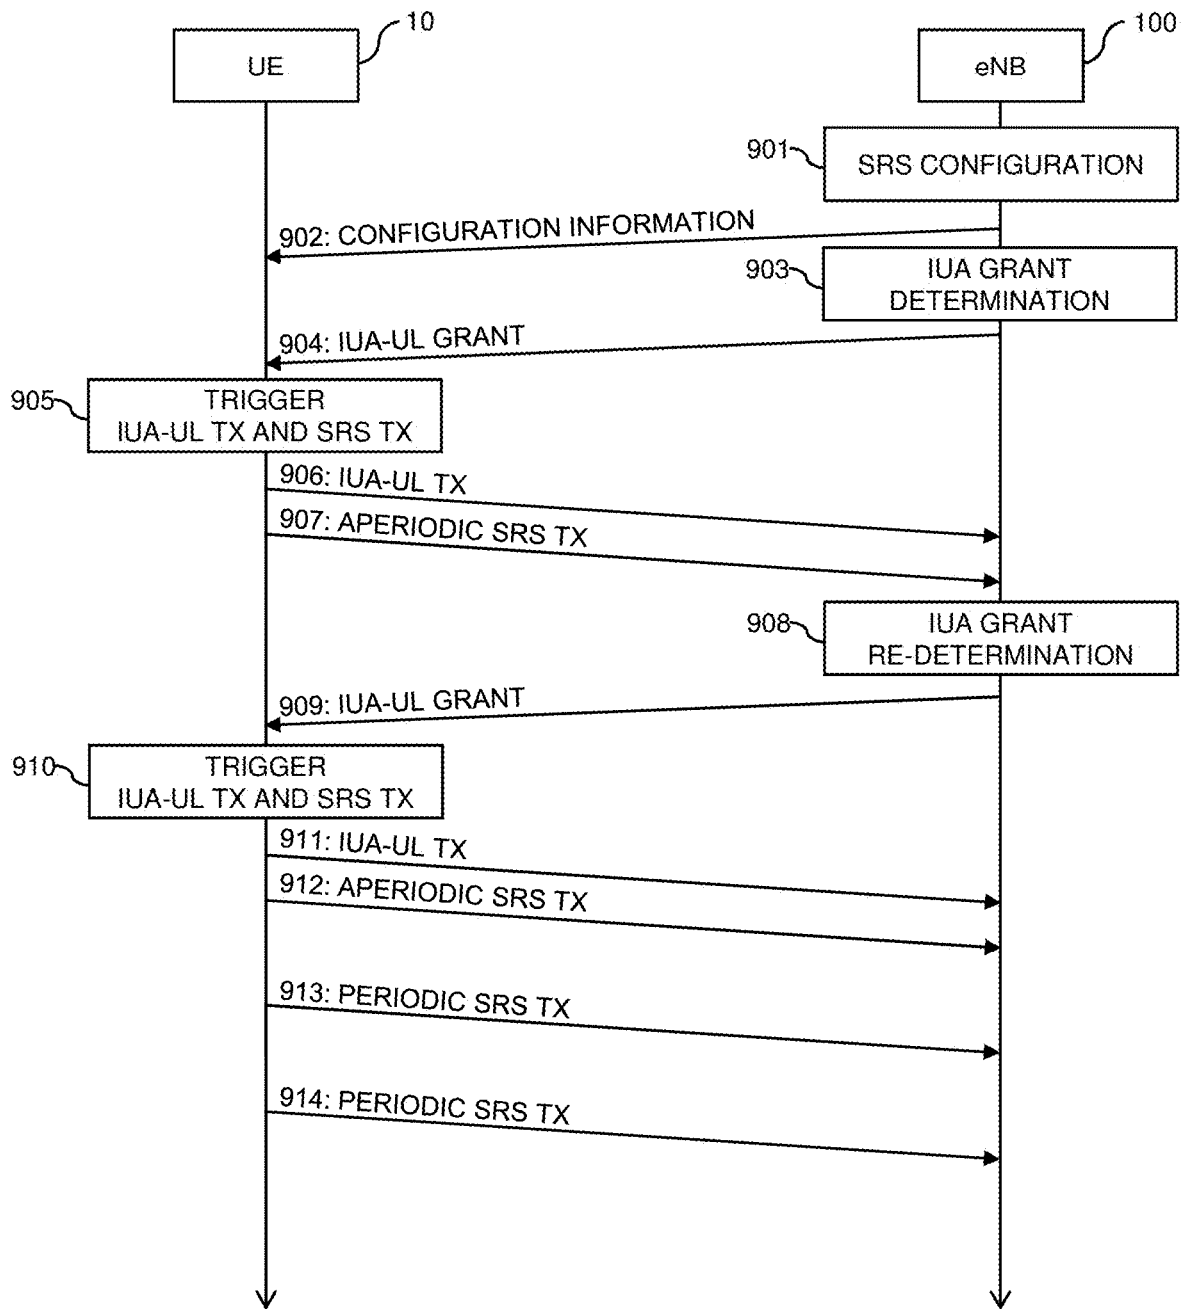 10
100
UE
eNB
901
SRS CONFIGURATION
902: CONFIGURATION INFORMATION
903
IUA GRANT
DETERMINATION
904: IUA-UL GRANT
905
TRIGGER
IUA-UL TX AND SRS TX
906: IUA-UL TX
907: APERIODIC SRS TX
908
IUA GRANT
RE-DETERMINATION
909: IUA-UL GRANT
910
TRIGGER
IUA-UL TX AND SRS TX
911: IUA-UL TX
912: APERIODIC SRS TX
913: PERIODIC SRS TX
914: PERIODIC SRS TX